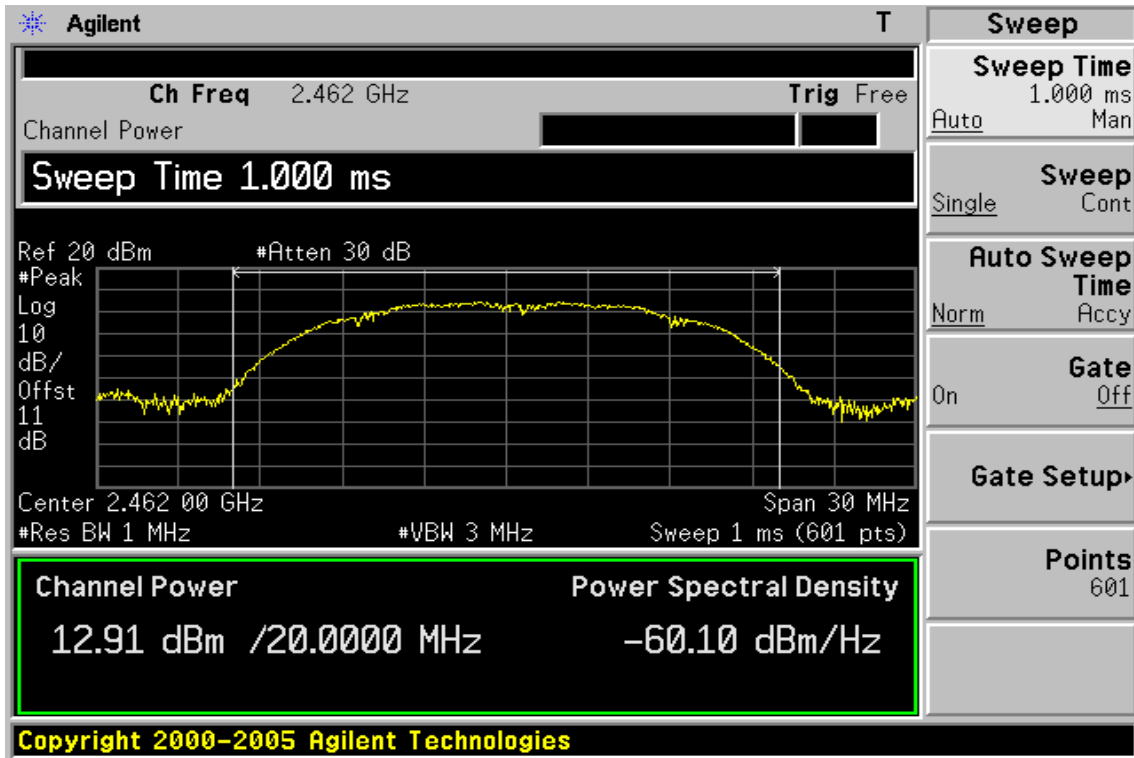 Agilent T
Ch Freq 2.462 GHz Trig Free
Channel Power
Sweep Time 1.000 ms
Ref 20 dBm #Atten 30 dB
#Peak
Log
10
dB/
Offst
11
dB
Center 2.462 00 GHz Span 30 MHz
#Res BW 1 MHz #VBW 3 MHz Sweep 1 ms (601 pts)
Channel Power Power Spectral Density
12.91 dBm /20.0000 MHz -60.10 dBm/Hz
Copyright 2000-2005 Agilent Technologies
Sweep
Sweep Time
1.000 ms
Auto Man
Sweep
Single Cont
Auto Sweep
Time
Norm Accy
Gate
On Off
Gate Setup▸
Points
601